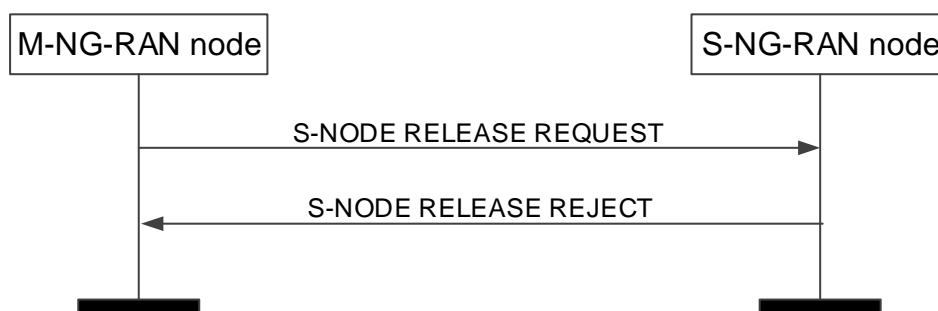 M-NG-RAN node
S-NG-RAN node
S-NODE RELEASE REQUEST
S-NODE RELEASE REJECT